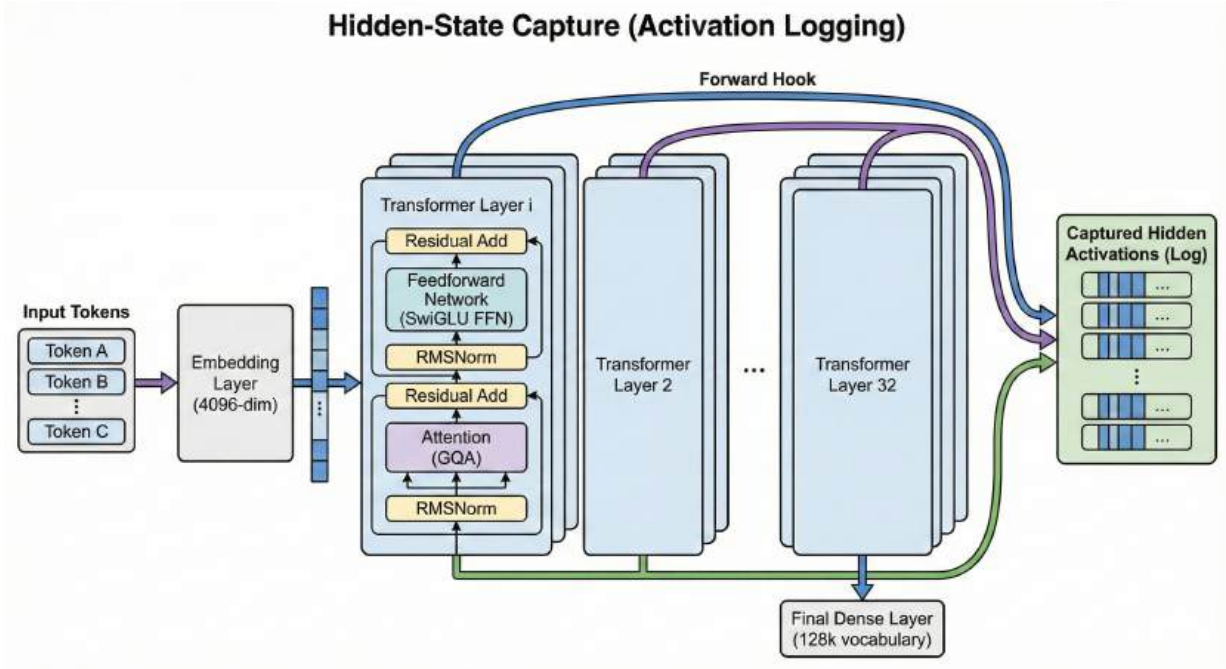 Hidden-State Capture (Activation Logging)
Forward Hook
Input Tokens
Token A
Token B
⋮
Token C
Embedding
Layer
(4096-dim)
⋮
Transformer Layer i
Residual Add
Feedforward
Network
(SwiGLU FFN)
RMSNorm
Residual Add
Attention
(GQA)
RMSNorm
Transformer
Layer 2
...
Transformer
Layer 32
Final Dense Layer
(128k vocabulary)
Captured Hidden
Activations (Log)
...
...
...
⋮
...
...